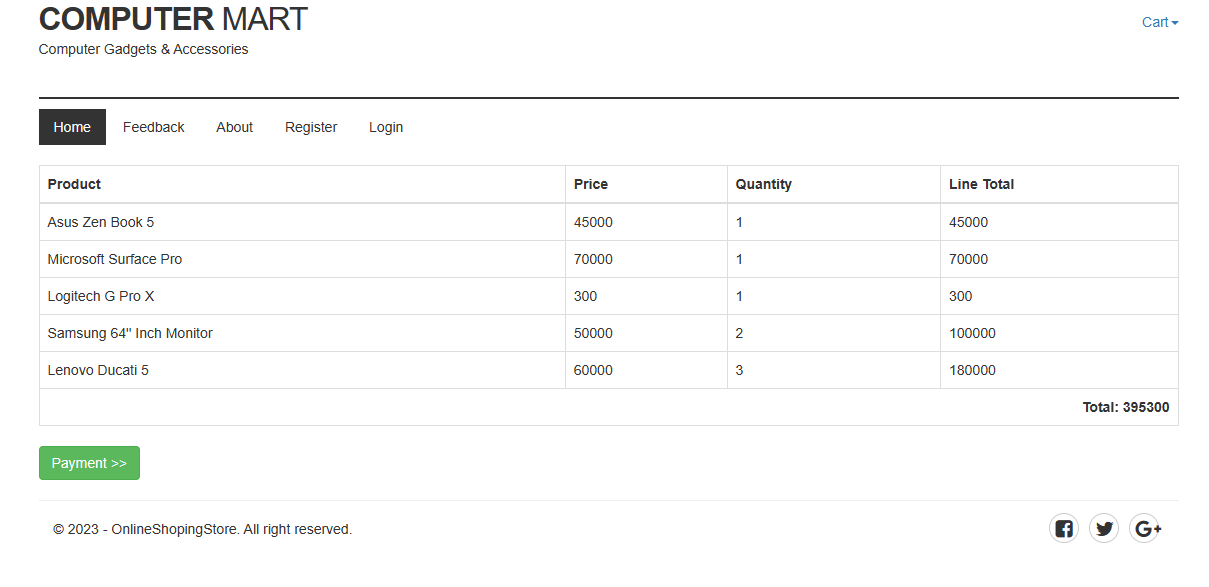 COMPUTER MART
Cart
Computer Gadgets & Accessories
Home Feedback About Register Login
Product Price Quantity Line Total
Asus Zen Book 5 45000 1 45000
Microsoft Surface Pro 70000 1 70000
Logitech G Pro X 300 1 300
Samsung 64" Inch Monitor 50000 2 100000
Lenovo Ducati 5 60000 3 180000
Total: 395300
Payment >>
© 2023 - OnlineShopingStore. All right reserved.